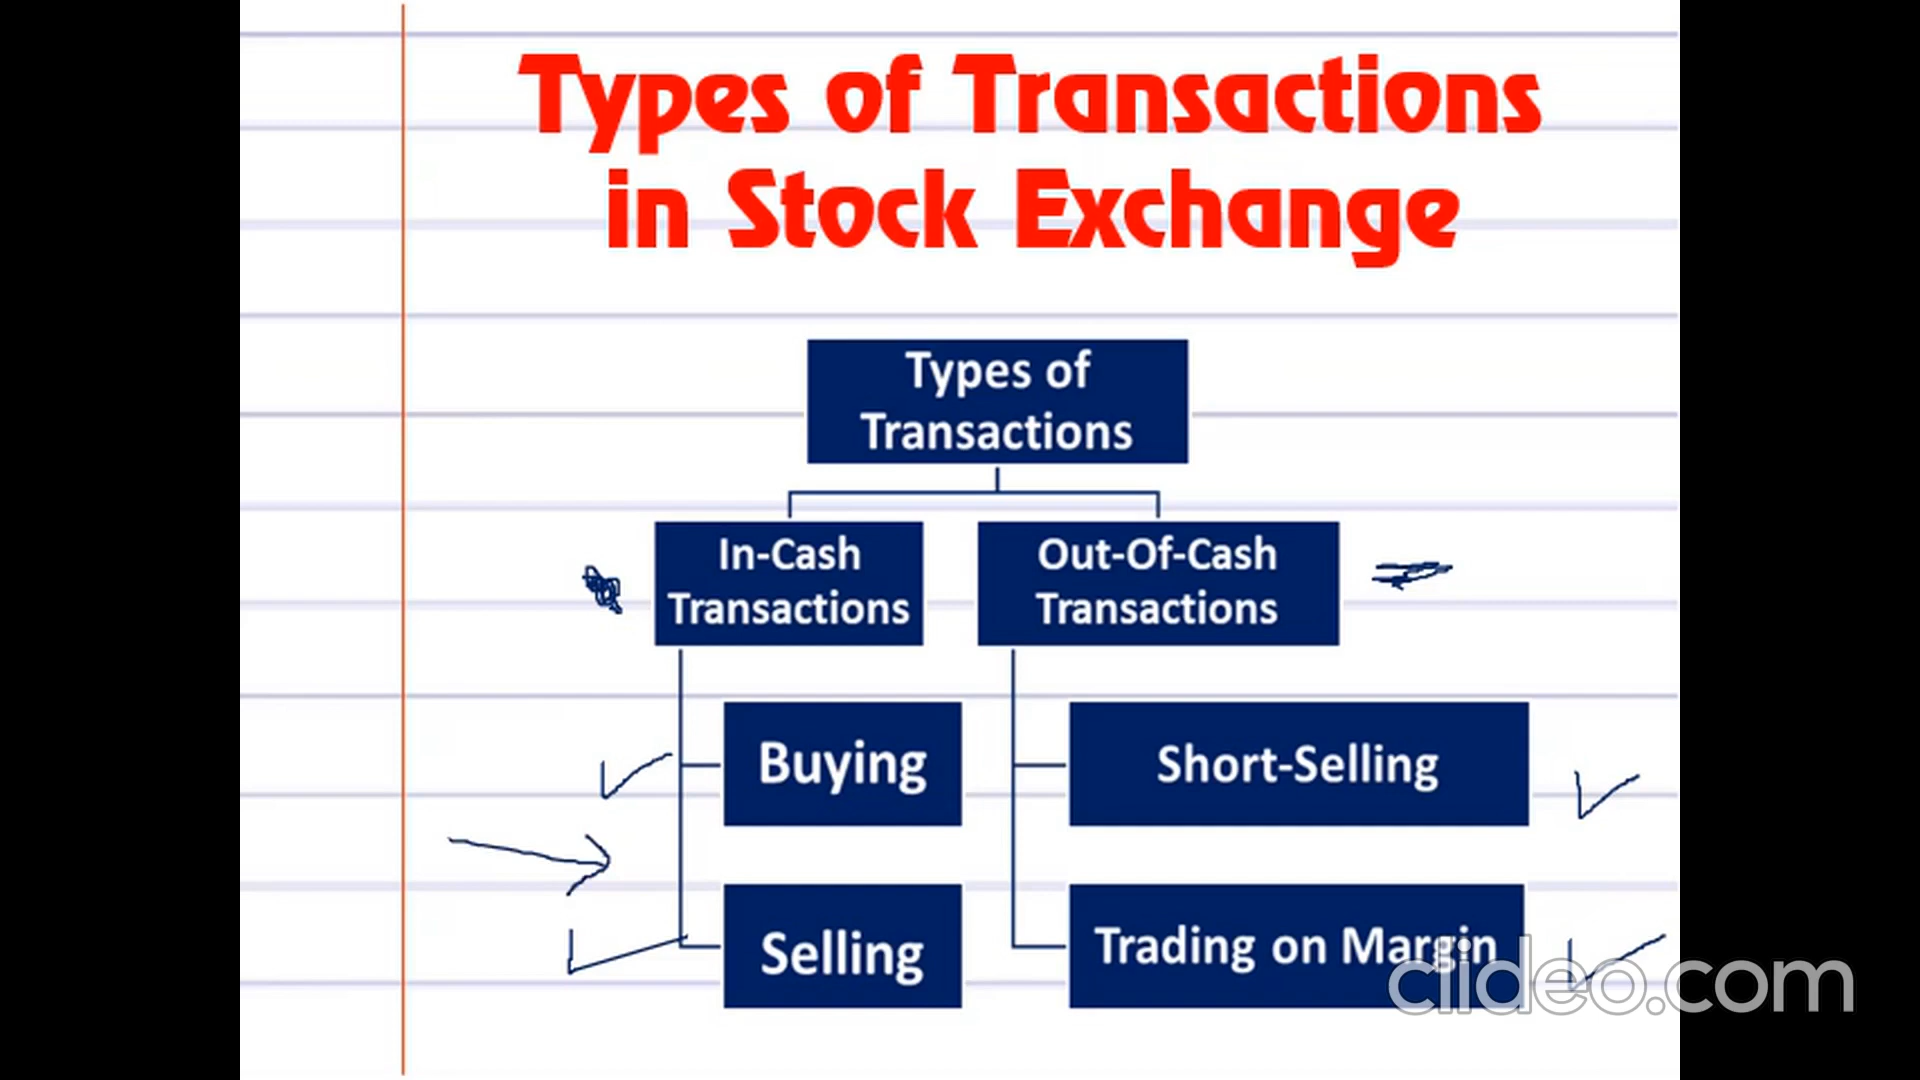 Types of Transactions
in Stock Exchange
Types of
Transactions
In-Cash
Transactions
Out-Of-Cash
Transactions
Buying
Short-Selling
Selling
Trading on Margin
clideo.com